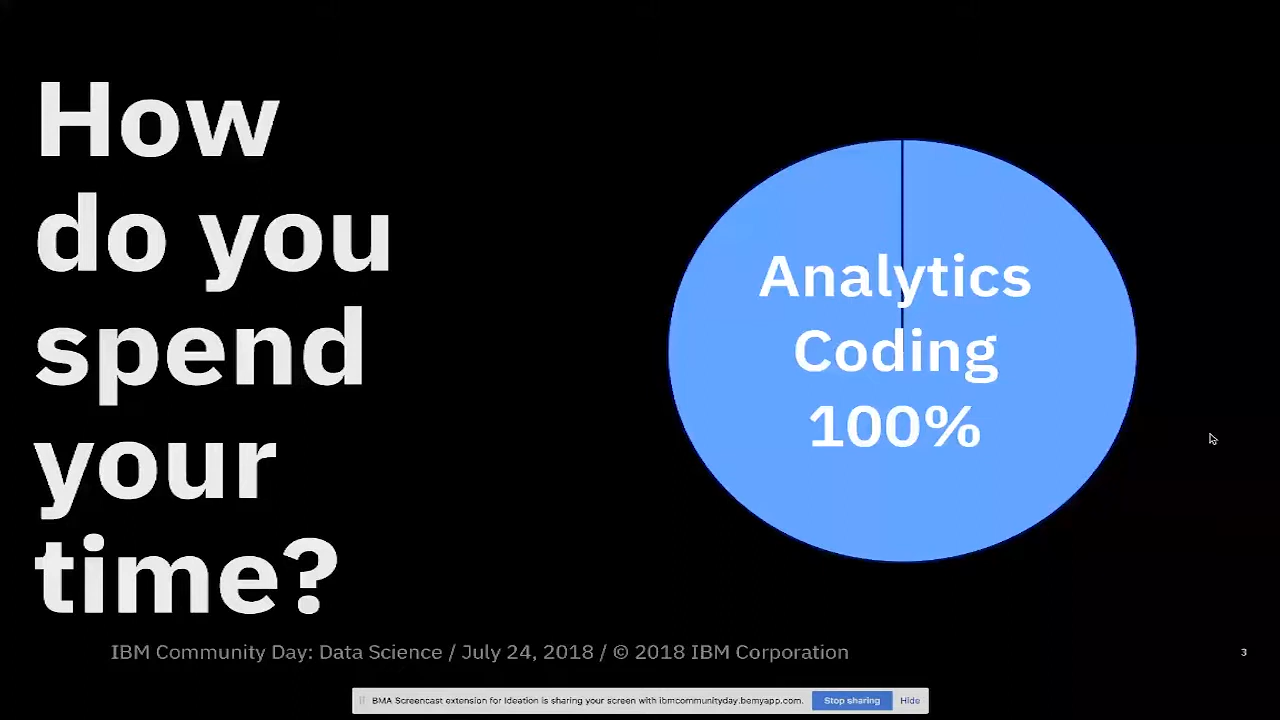 How
do you
spend
your
time?
Analytics
Coding
100%
IBM Community Day: Data Science / July 24, 2018 / © 2018 IBM Corporation
3
BMA Screencast extension for Ideation is sharing your screen with ibmcommunityday.bemyapp.com.
Stop sharing
Hide